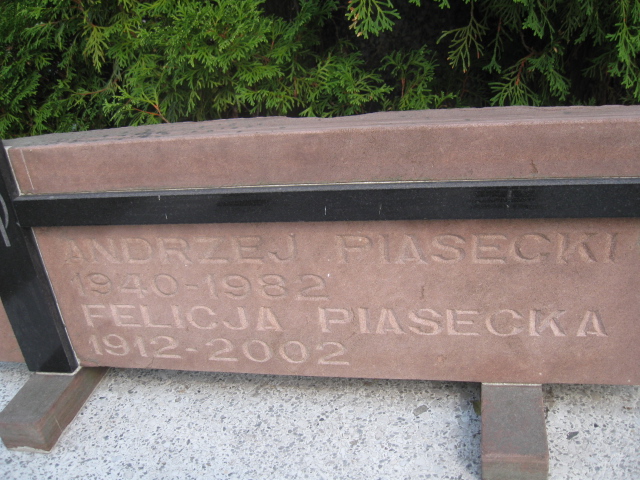 ANDRZEJ PIASECKI
1940-1982
FELICJA PIASECKA
1912-2002